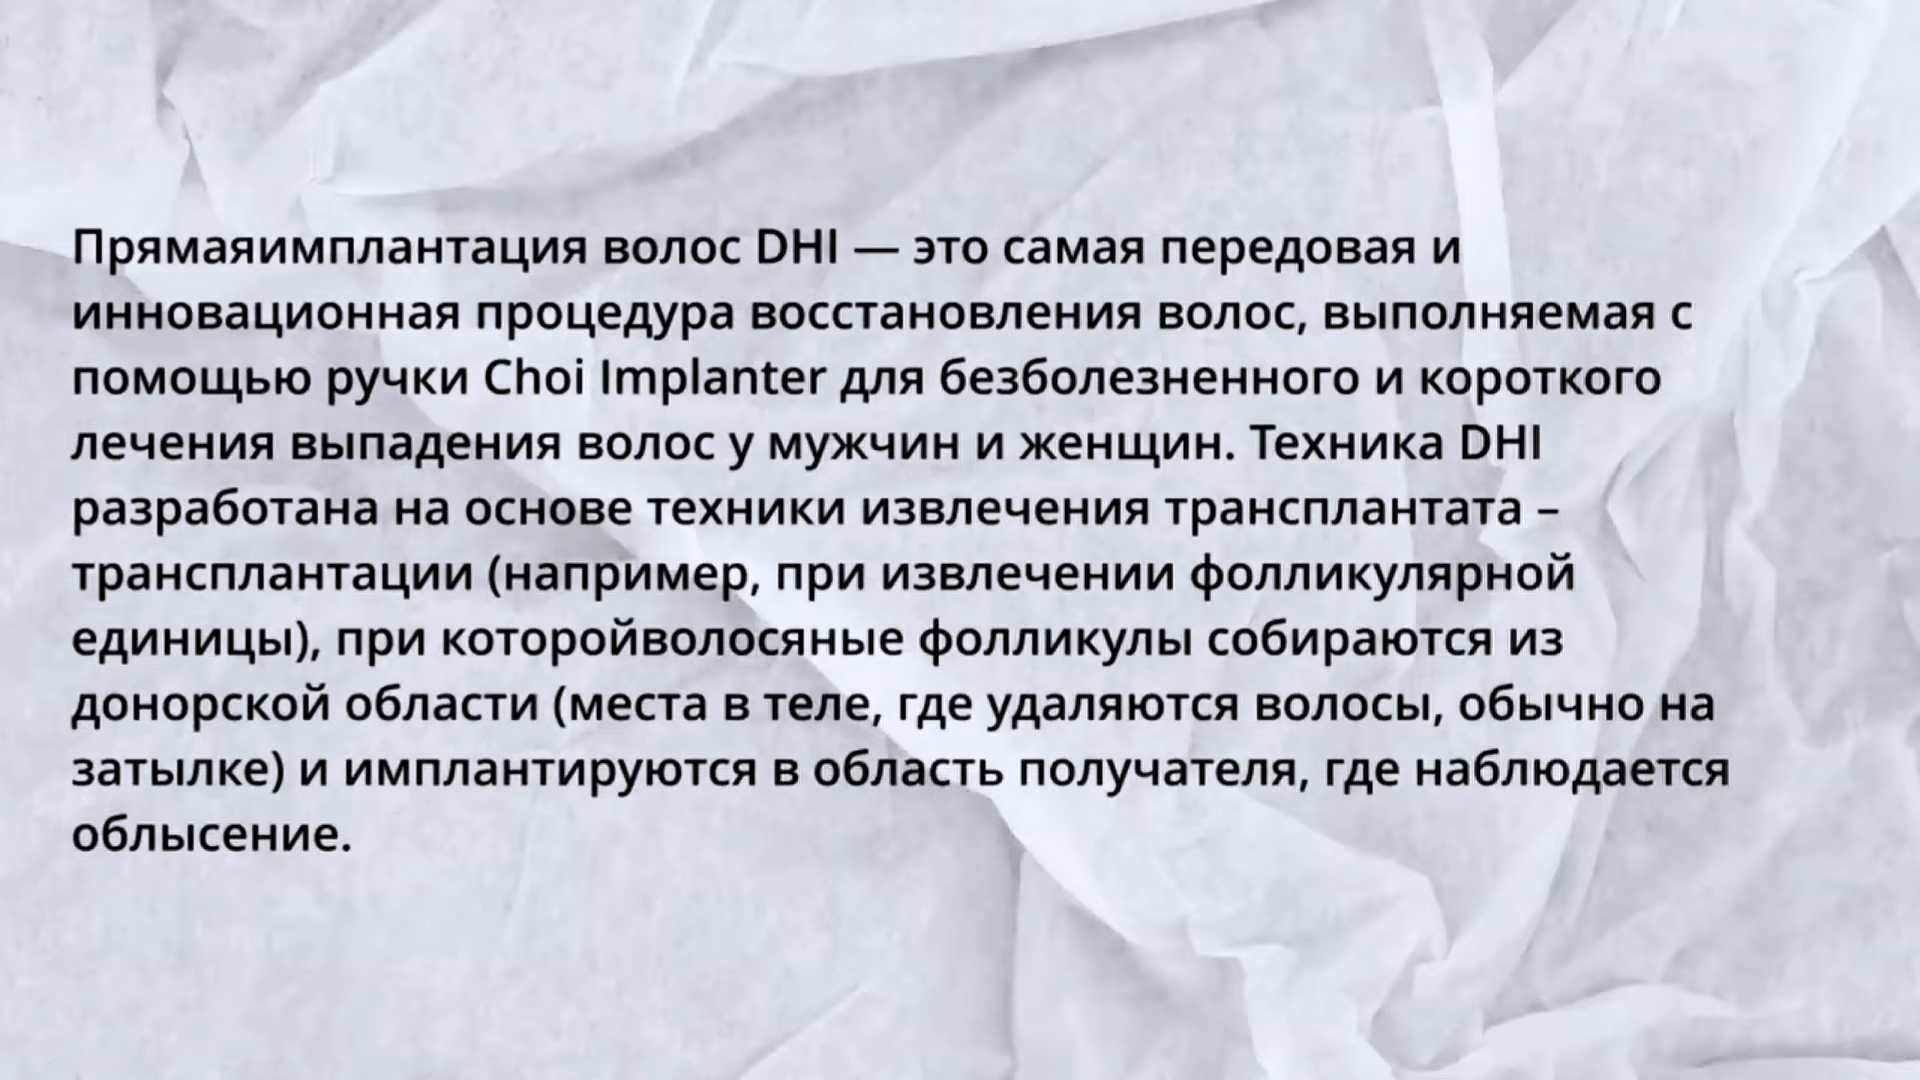 Прямаяимплантация волос DHI — это самая передовая и
инновационная процедура восстановления волос, выполняемая с
помощью ручки Choi Implanter для безболезненного и короткого
лечения выпадения волос у мужчин и женщин. Техника DHI
разработана на основе техники извлечения трансплантата –
трансплантации (например, при извлечении фолликулярной
единицы), при которойволосяные фолликулы собираются из
донорской области (места в теле, где удаляются волосы, обычно на
затылке) и имплантируются в область получателя, где наблюдается
облысение.